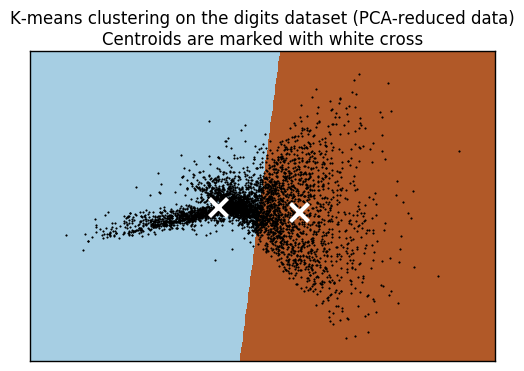 K-means clustering on the digits dataset (PCA-reduced data)
Centroids are marked with white cross